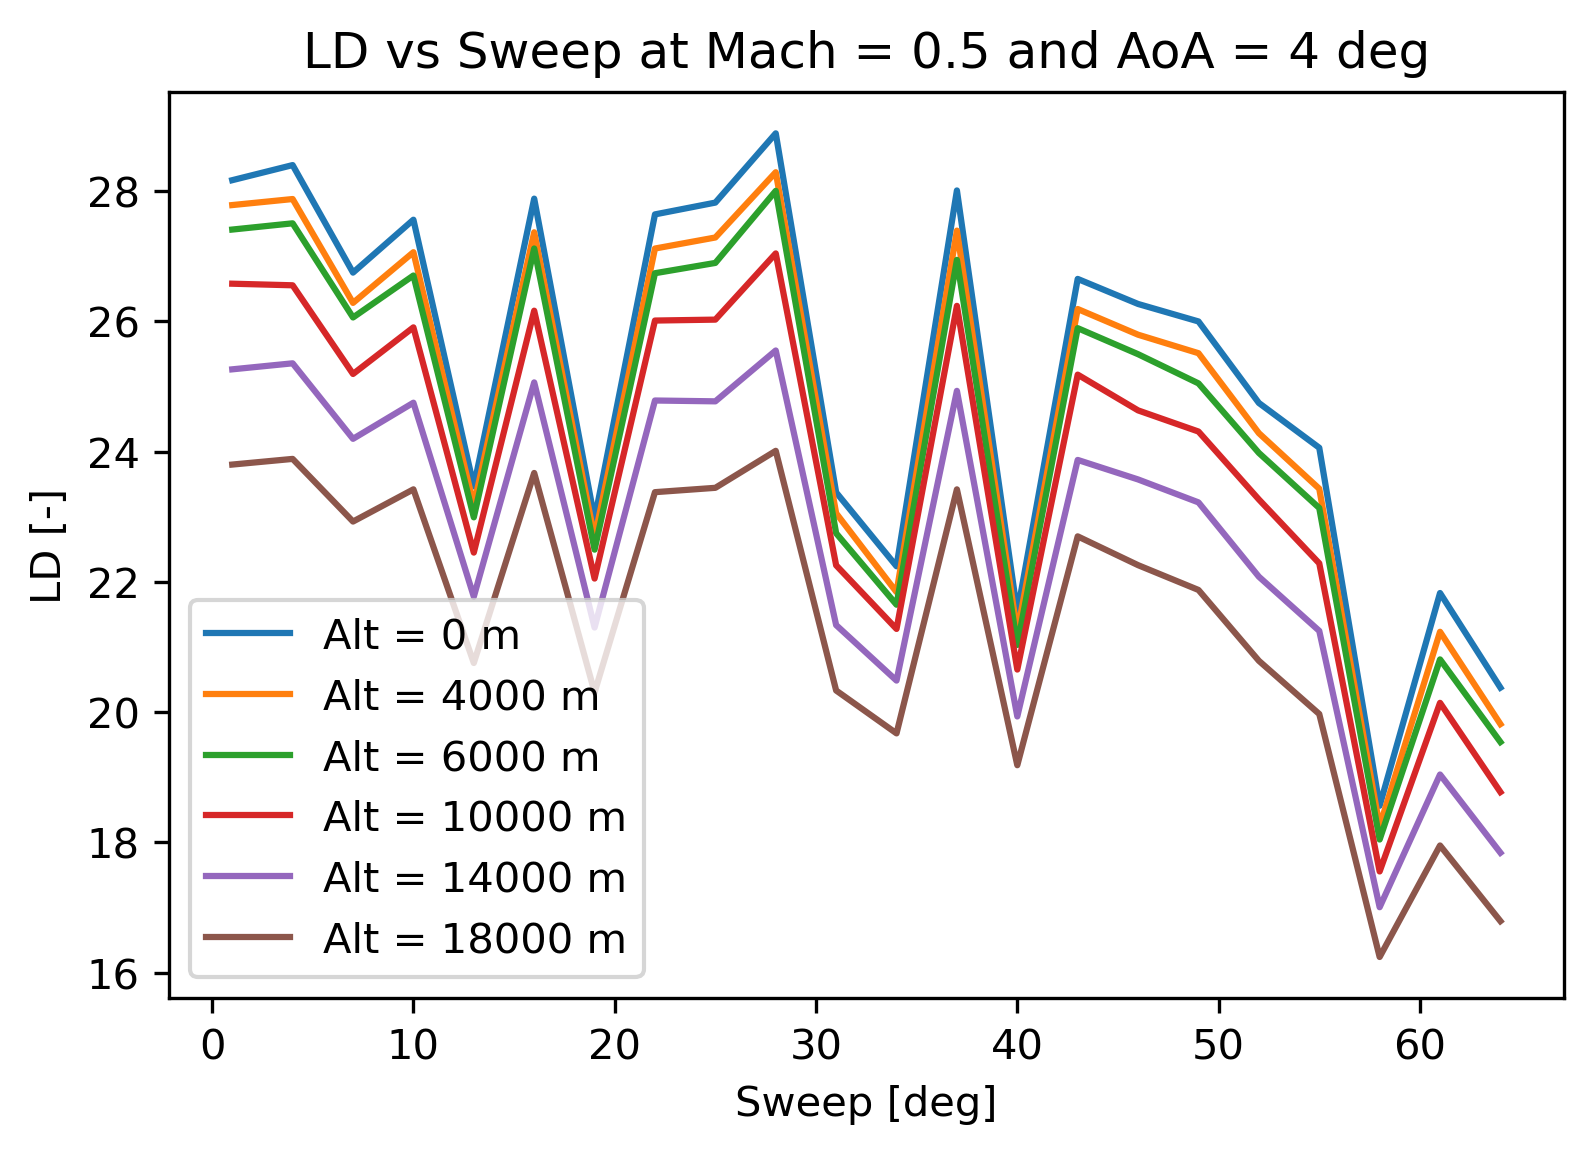 LD vs Sweep at Mach = 0.5 and AoA = 4 deg
LD [-]
28
26
24
22
20
18
16
Alt = 0 m
Alt = 4000 m
Alt = 6000 m
Alt = 10000 m
Alt = 14000 m
Alt = 18000 m
0 10 20 30 40 50 60
Sweep [deg]